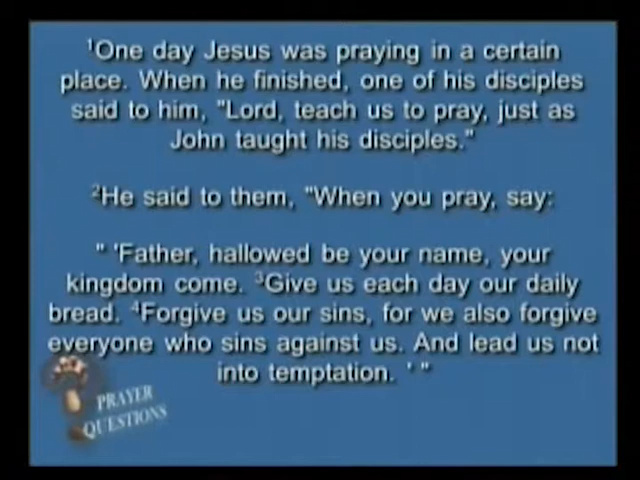 ¹One day Jesus was praying in a certain
place. When he finished, one of his disciples
said to him, "Lord, teach us to pray, just as
John taught his disciples."
²He said to them, "When you pray, say:
" 'Father, hallowed be your name, your
kingdom come. ³Give us each day our daily
bread. ⁴Forgive us our sins, for we also forgive
everyone who sins against us. And lead us not
into temptation. ' "
PRAYER
QUESTIONS